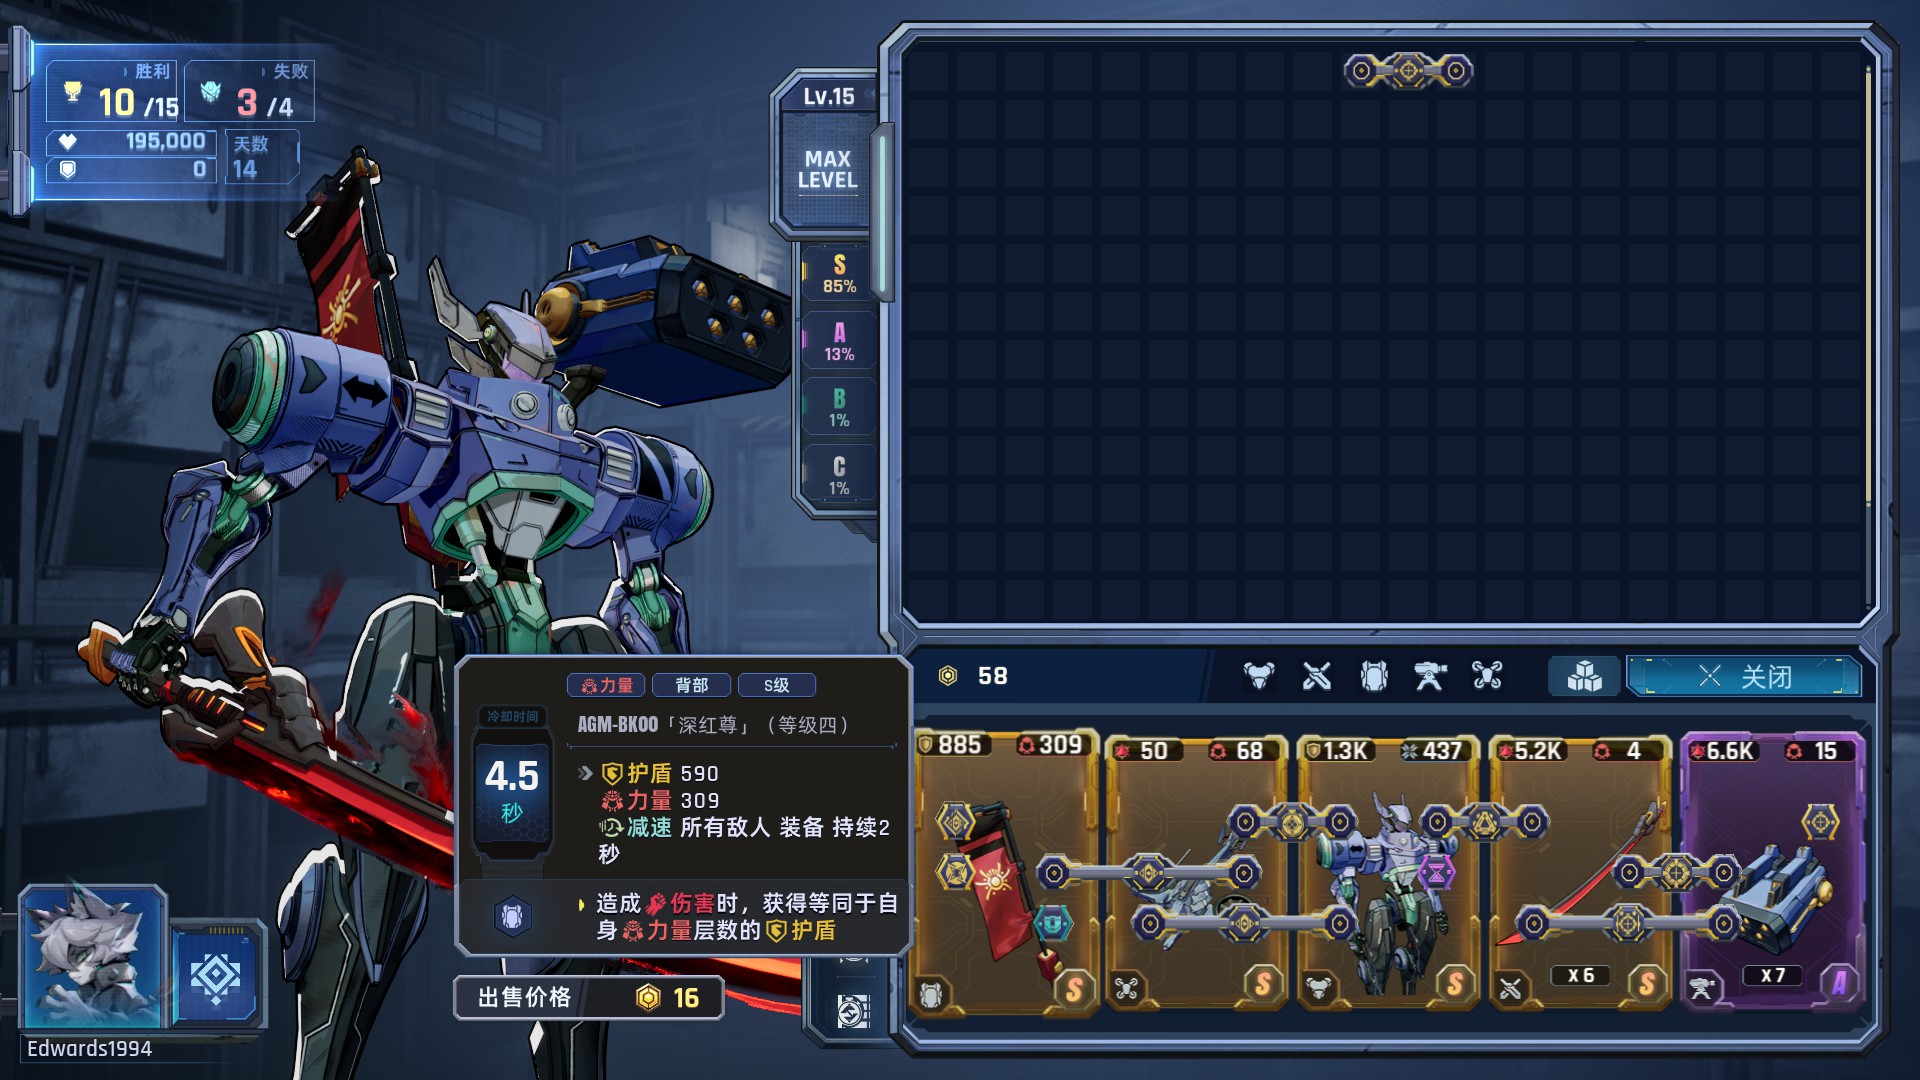 胜利
10 /15
失败
3 /4
195,000
0
天数
14
Lv.15
MAX
LEVEL
S
85%
A
13%
B
1%
C
1%
58
关闭
885
309
50
68
1.3K
437
5.2K
4
6.6K
15
S
S
S
X 6
S
X 7
A
力量
背部
S级
冷却时间
4.5
秒
AGM-BK00「深红尊」（等级四）
护盾 590
力量 309
减速 所有敌人 装备 持续2
秒
造成 伤害时，获得等同于自
身 力量层数的 护盾
出售价格
16
Edwards1994